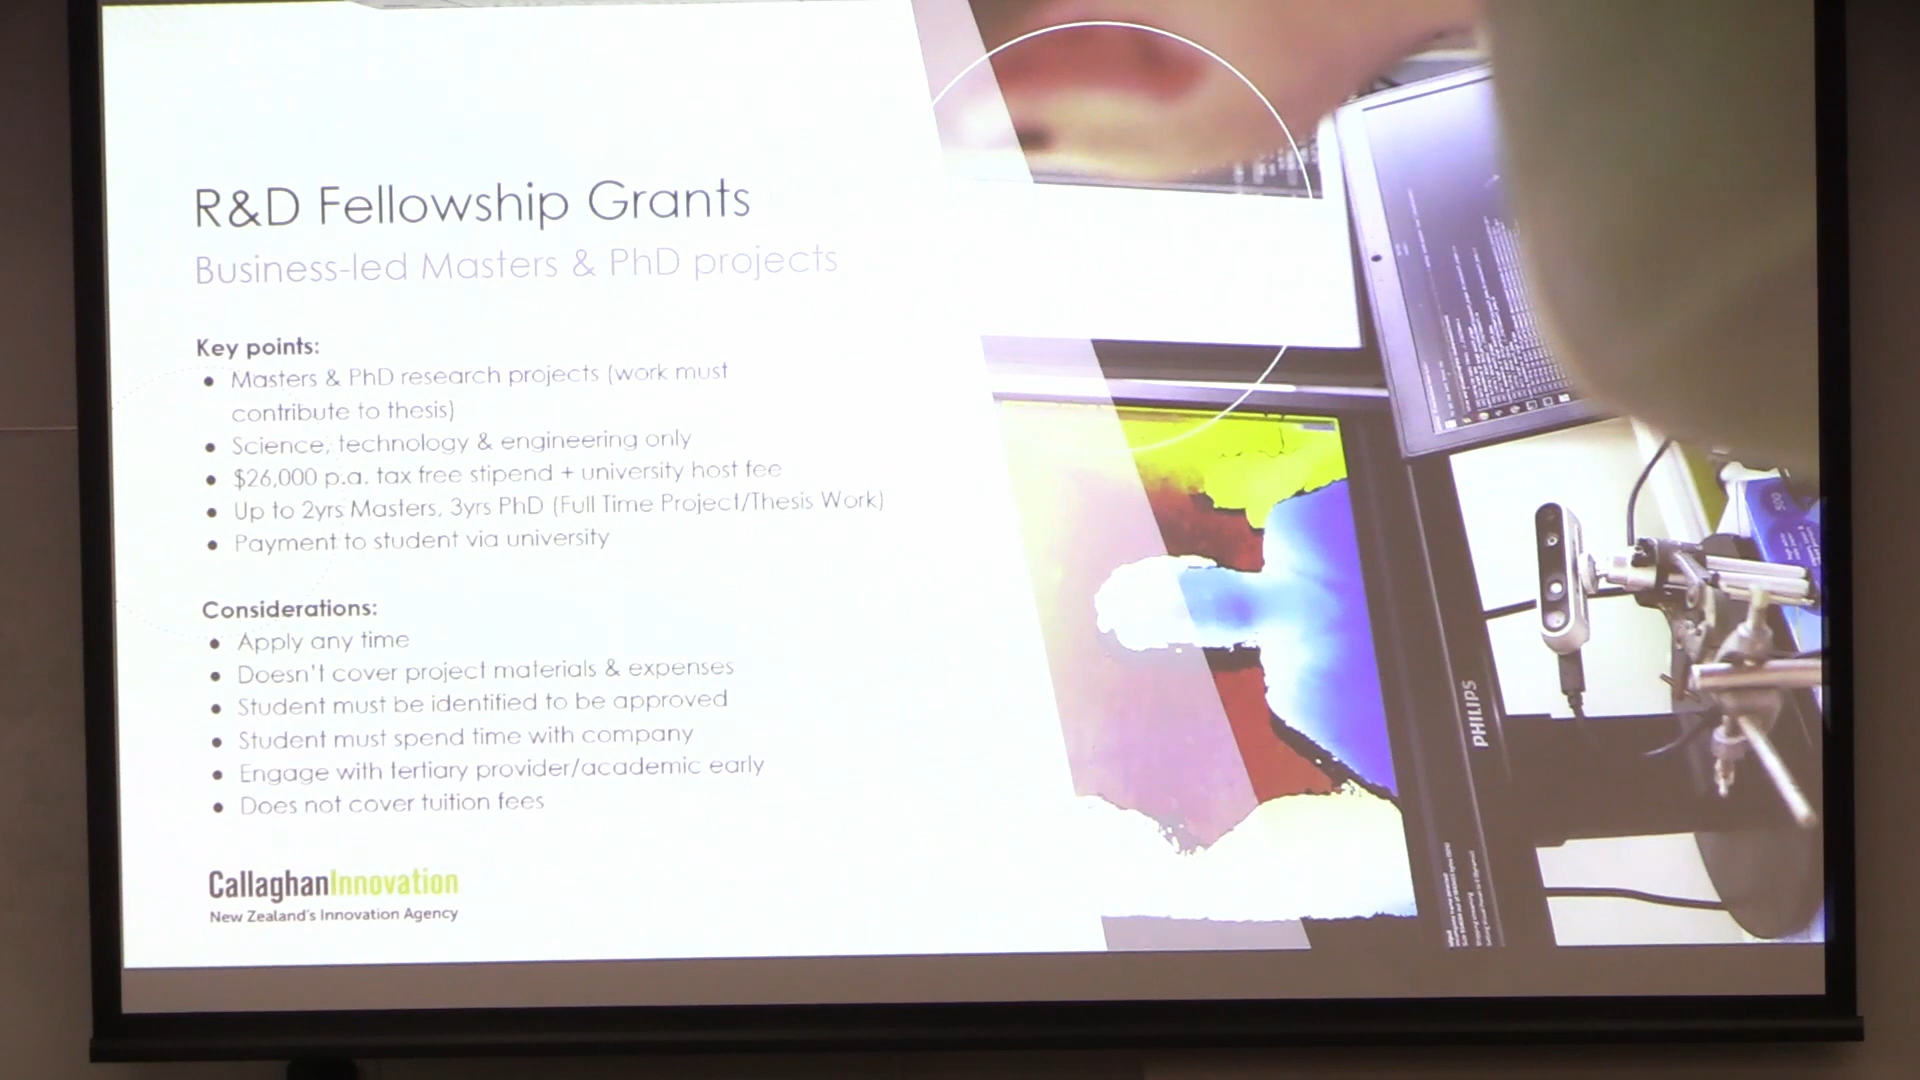 R&D Fellowship Grants
Business-led Masters & PhD projects
Key points:
• Masters & PhD research projects (work must
contribute to thesis)
• Science, technology & engineering only
• $26,000 p.a. tax free stipend + university host fee
• Up to 2yrs Masters, 3yrs PhD (Full Time Project/Thesis Work)
• Payment to student via university
Considerations:
• Apply any time
• Doesn't cover project materials & expenses
• Student must be identified to be approved
• Student must spend time with company
• Engage with tertiary provider/academic early
• Does not cover tuition fees
CallaghanInnovation
New Zealand's Innovation Agency
PHILIPS